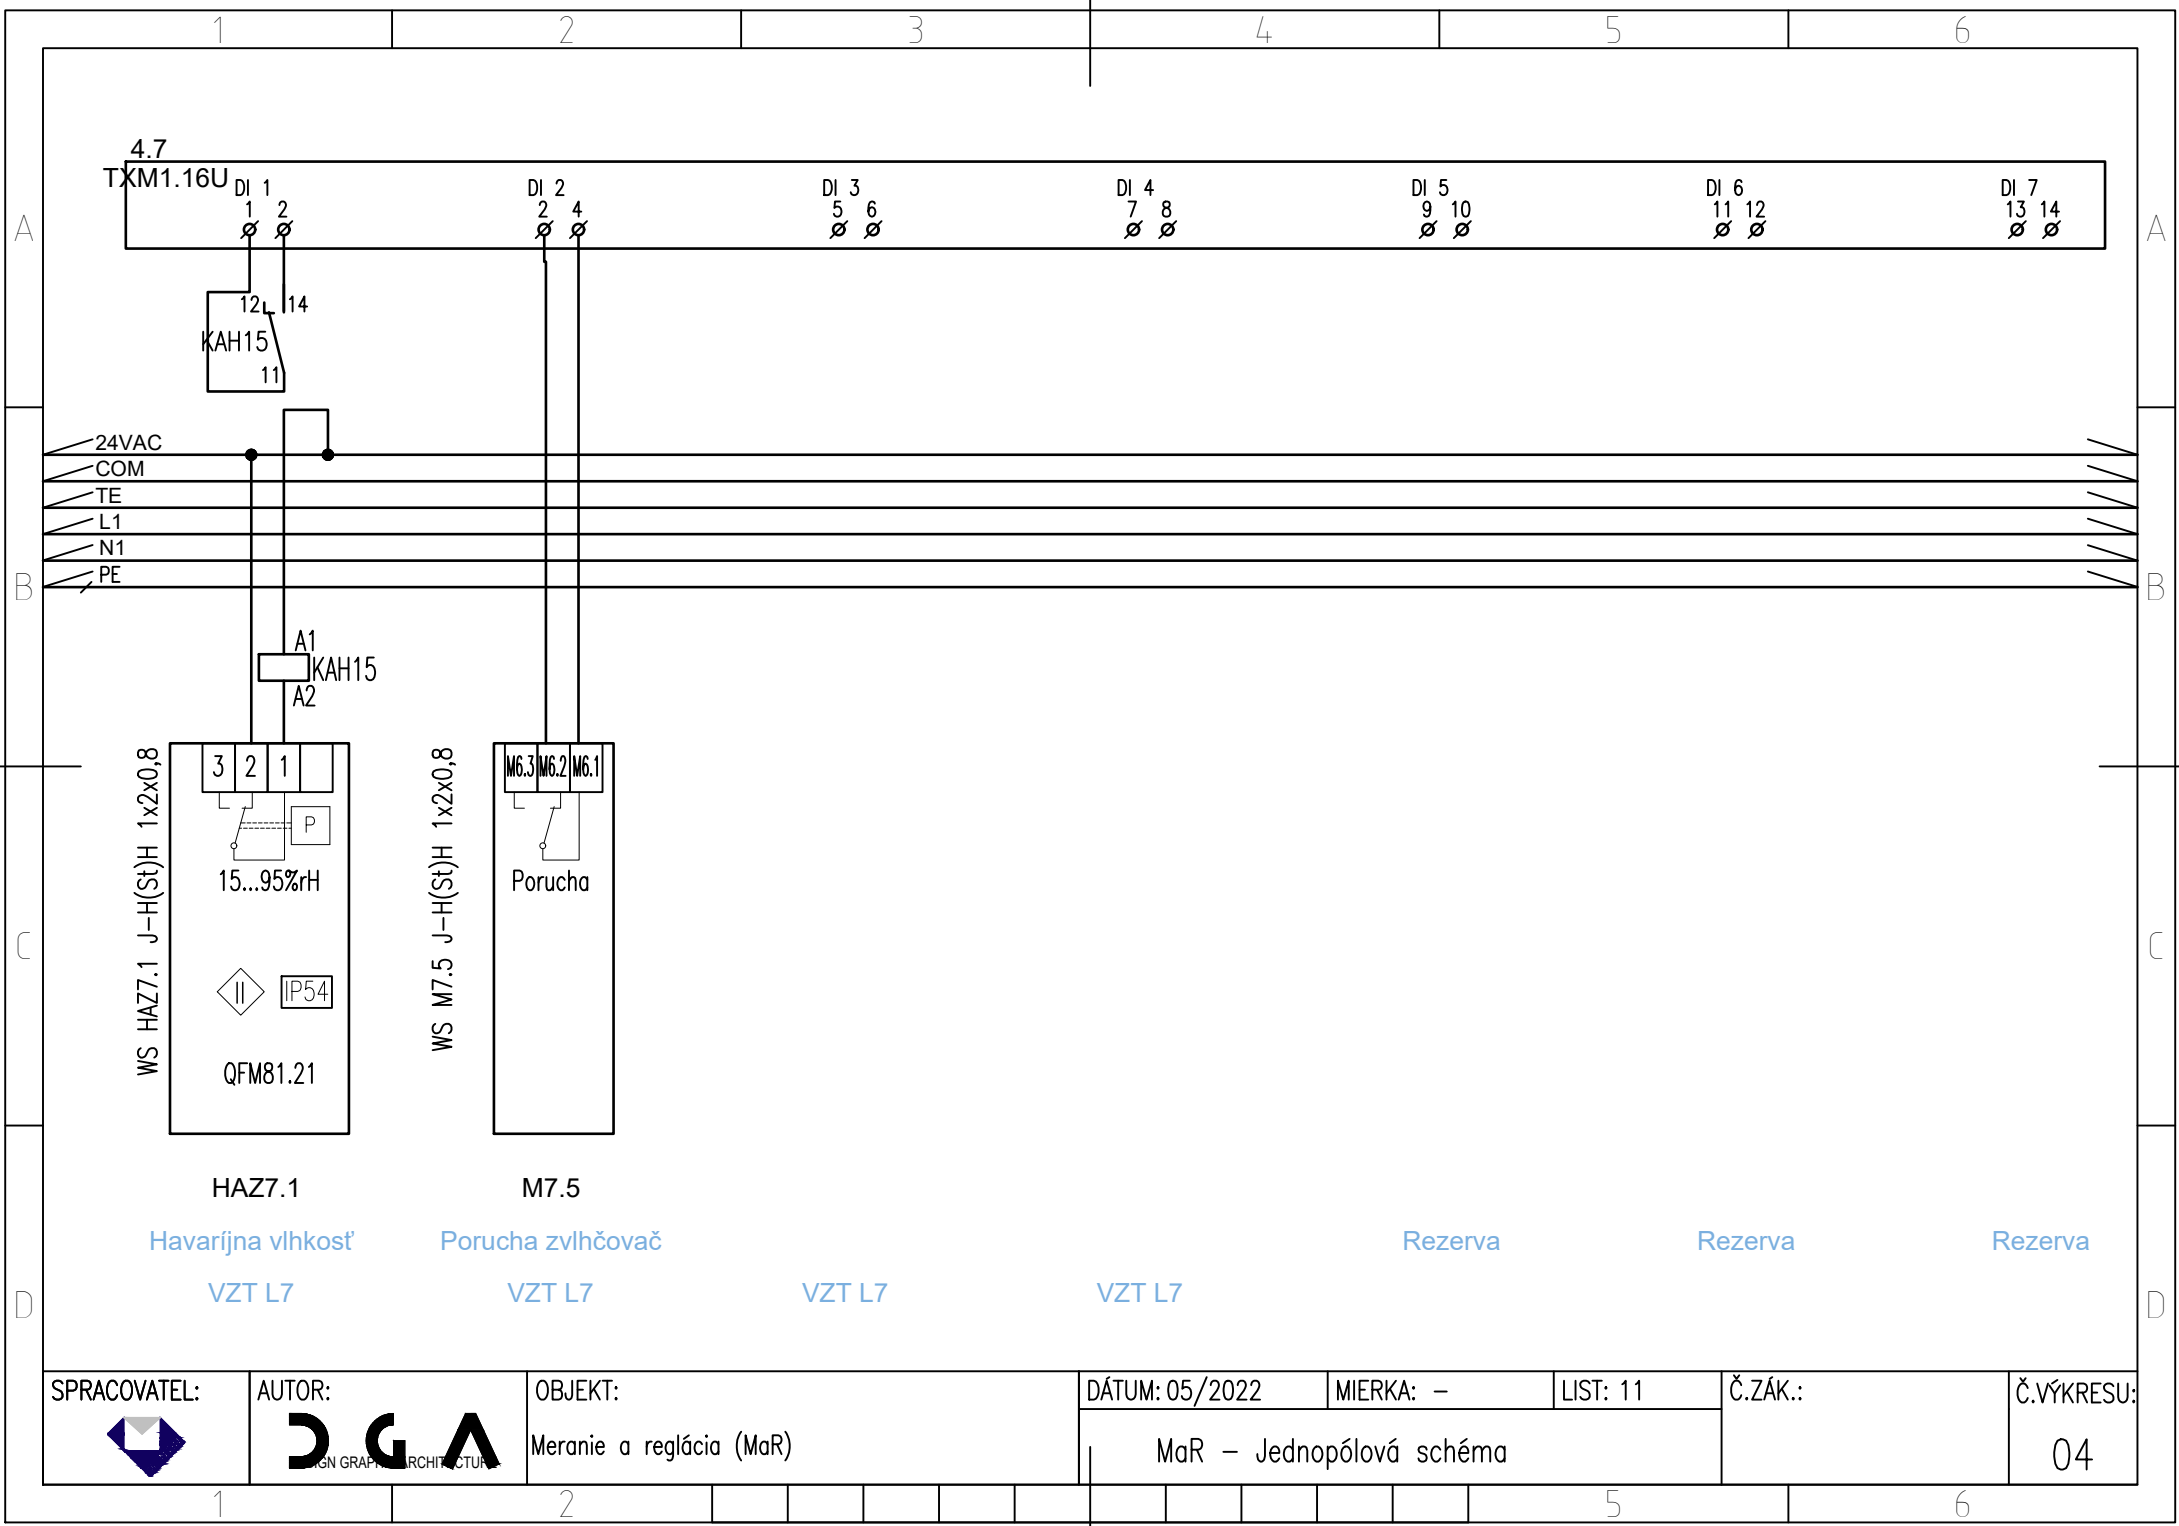 1 2 3 4 5 6
4.7
TXM1.16U
DI 1 DI 2 DI 3 DI 4 DI 5 DI 6 DI 7
1 2 2 4 5 6 7 8 9 10 11 12 13 14
A A
12 14
KAH15
11
24VAC
COM
TE
L1
N1
PE
B B
A1
KAH15
A2
WS HAZ7.1 J-H(St)H 1x2x0,8
3 2 1
P
15...95%rH
II IP54
QFM81.21
WS M7.5 J-H(St)H 1x2x0,8
M6.3 M6.2 M6.1
Porucha
C C
HAZ7.1 M7.5
Havaríjna vlhkosť Porucha zvlhčovač Rezerva Rezerva Rezerva
VZT L7 VZT L7 VZT L7 VZT L7
D D
SPRACOVATEL: AUTOR: OBJEKT: DÁTUM: 05/2022 MIERKA: – LIST: 11 Č.ZÁK.: Č.VÝKRESU:
DGA
Meranie a reglácia (MaR) MaR – Jednopólová schéma 04
1 2 5 6